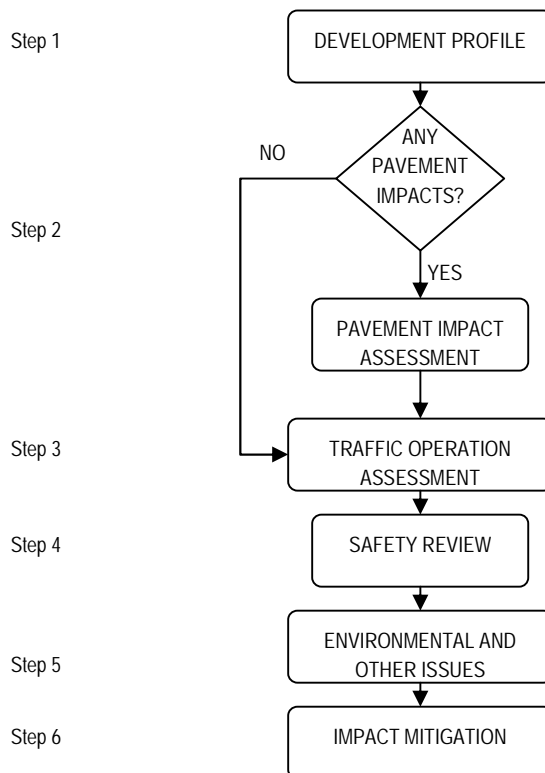 Step 1
DEVELOPMENT PROFILE
ANY
PAVEMENT
IMPACTS?
NO
Step 2
YES
PAVEMENT IMPACT
ASSESSMENT
Step 3
TRAFFIC OPERATION
ASSESSMENT
Step 4
SAFETY REVIEW
ENVIRONMENTAL AND
OTHER ISSUES
Step 5
Step 6
IMPACT MITIGATION